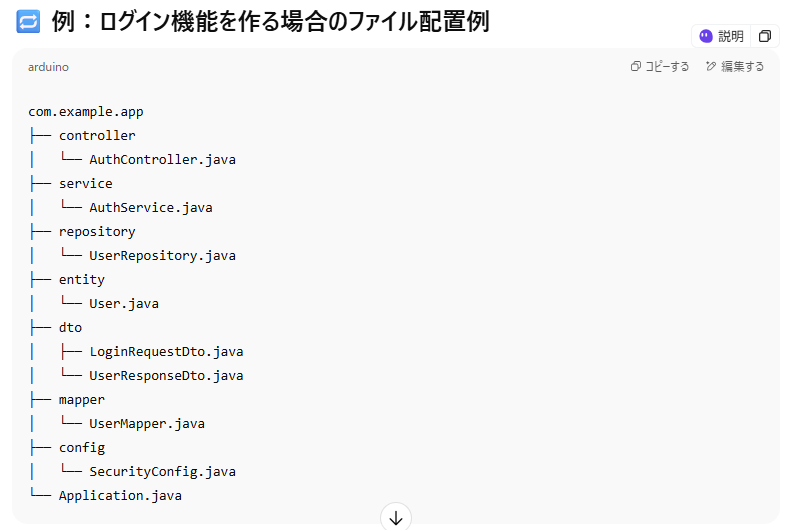 🔁 例：ログイン機能を作る場合のファイル配置例
説明
arduino
コピーする
編集する
com.example.app
├── controller
│   └── AuthController.java
├── service
│   └── AuthService.java
├── repository
│   └── UserRepository.java
├── entity
│   └── User.java
├── dto
│   ├── LoginRequestDto.java
│   └── UserResponseDto.java
├── mapper
│   └── UserMapper.java
├── config
│   └── SecurityConfig.java
└── Application.java